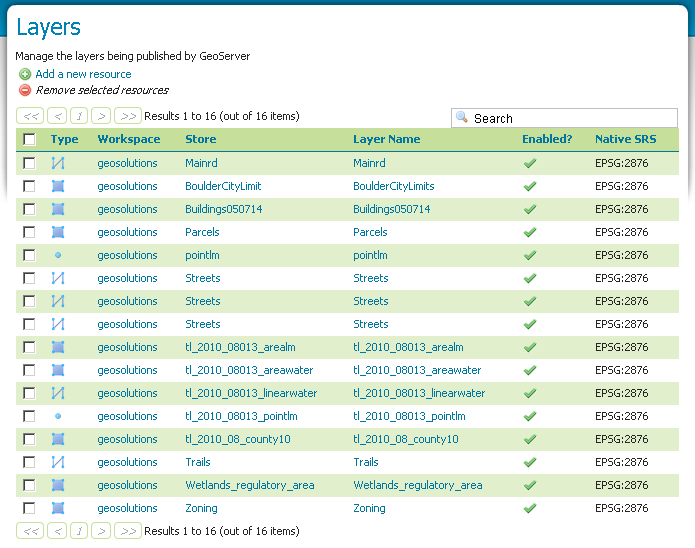 Layers
Manage the layers being published by GeoServer
Add a new resource
Remove selected resources
<< < 1 > >> Results 1 to 16 (out of 16 items) Search
Type Workspace Store Layer Name Enabled? Native SRS
geosolutions Mainrd Mainrd EPSG:2876
geosolutions BoulderCityLimit BoulderCityLimits EPSG:2876
geosolutions Buildings050714 Buildings050714 EPSG:2876
geosolutions Parcels Parcels EPSG:2876
geosolutions pointlm pointlm EPSG:2876
geosolutions Streets Streets EPSG:2876
geosolutions Streets Streets EPSG:2876
geosolutions Streets Streets EPSG:2876
geosolutions tl_2010_08013_arealm tl_2010_08013_arealm EPSG:2876
geosolutions tl_2010_08013_areawater tl_2010_08013_areawater EPSG:2876
geosolutions tl_2010_08013_linearwater tl_2010_08013_linearwater EPSG:2876
geosolutions tl_2010_08013_pointlm tl_2010_08013_pointlm EPSG:2876
geosolutions tl_2010_08_county10 tl_2010_08_county10 EPSG:2876
geosolutions Trails Trails EPSG:2876
geosolutions Wetlands_regulatory_area Wetlands_regulatory_area EPSG:2876
geosolutions Zoning Zoning EPSG:2876
<< < 1 > >> Results 1 to 16 (out of 16 items)